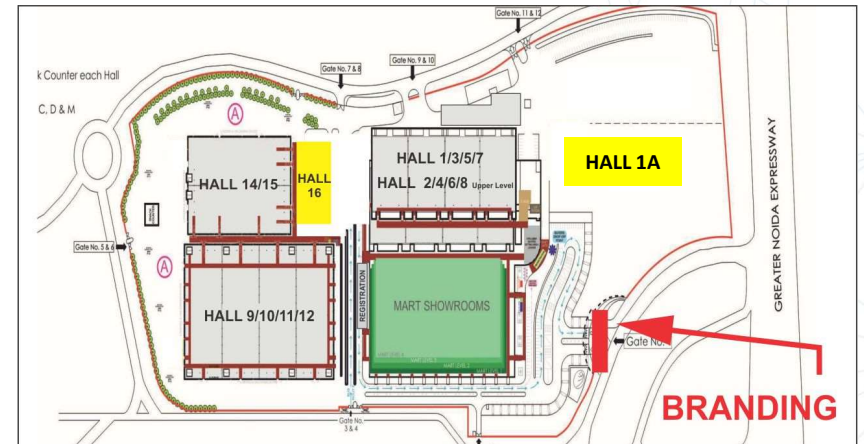 Gate No. 11 & 12
Gate No. 7 & 8
Gate No. 9 & 10
k Counter each Hall
C, D & M
A
HALL 14/15
HALL
16
HALL 1/3/5/7
HALL 2/4/6/8 Upper Level
HALL 1A
GREATER NOIDA EXPRESSWAY
Gate No. 5 & 6
A
HALL 9/10/11/12
REGISTRATION
MART SHOWROOMS
Gate No.
BRANDING
Gate No.
3 & 4